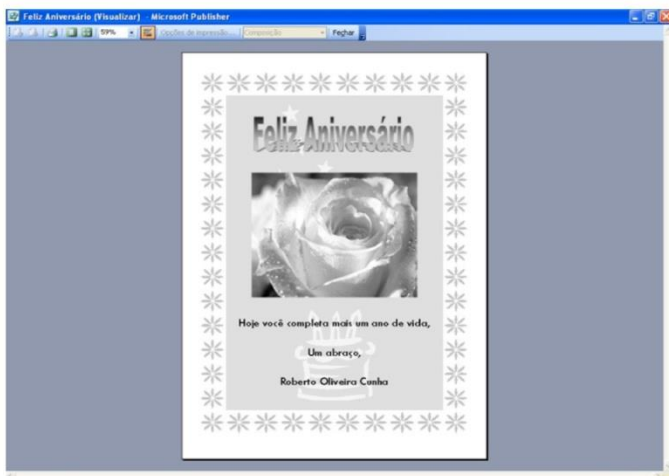 Feliz Aniversário (Visualizar) - Microsoft Publisher
59% Opções de impressão... Composição Fechar
Feliz Aniversário
Hoje você completa mais um ano de vida,
Um abraço,
Roberto Oliveira Cunha